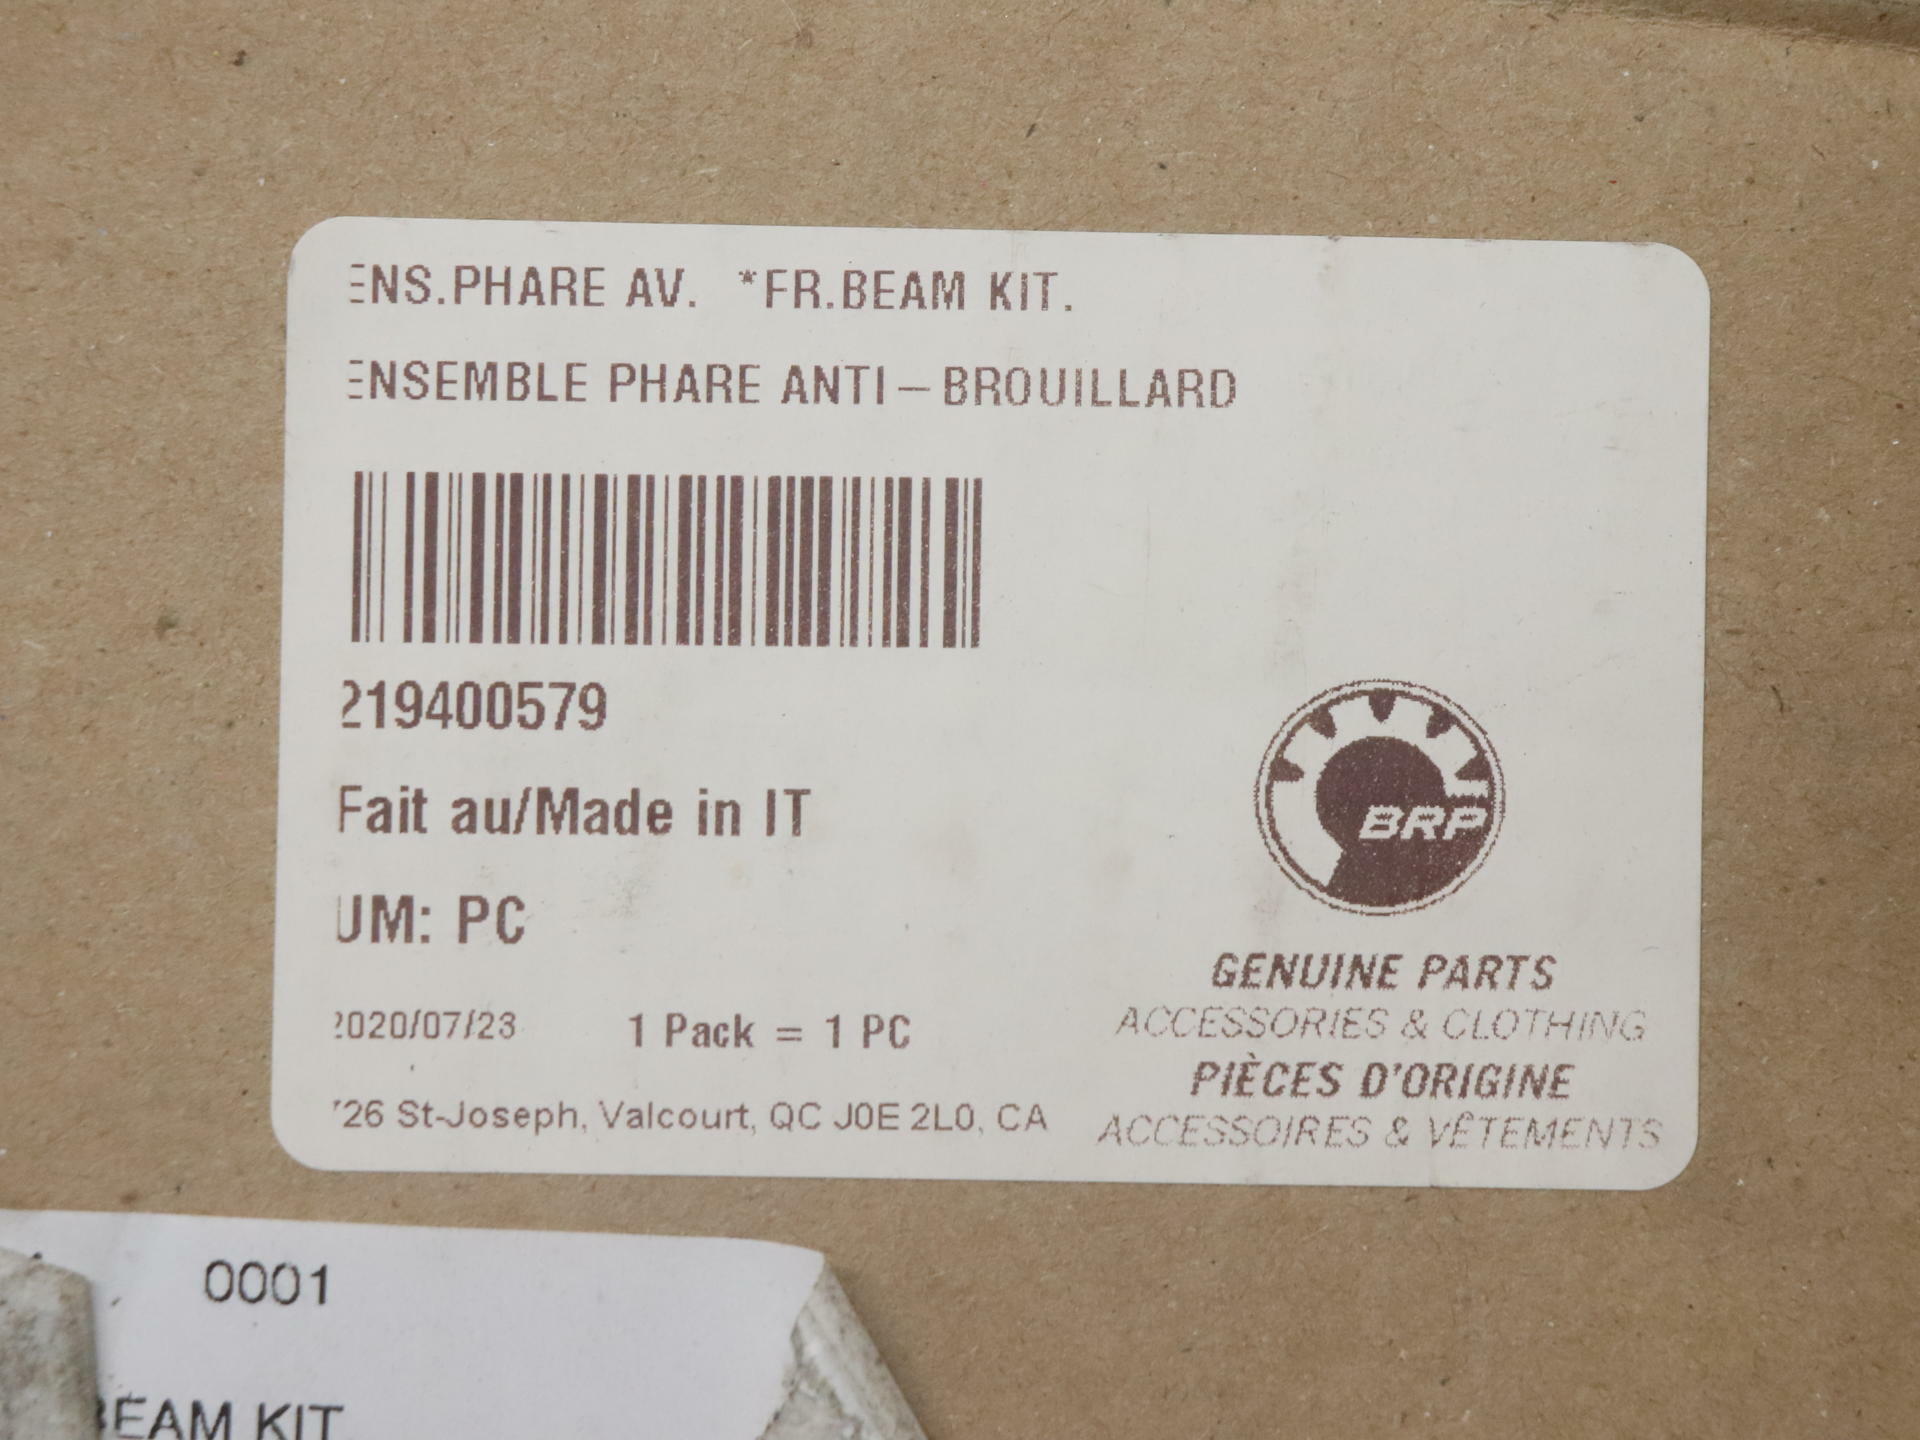 ENS.PHARE AV. *FR.BEAM KIT.
ENSEMBLE PHARE ANTI-BROUILLARD
219400579
Fait au/Made in IT
UM: PC
2020/07/23 1 Pack = 1 PC
726 St-Joseph, Valcourt, QC J0E 2L0, CA
BRP
GENUINE PARTS
ACCESSORIES & CLOTHING
PIÈCES D'ORIGINE
ACCESSOIRES & VÊTEMENTS
0001
BEAM KIT